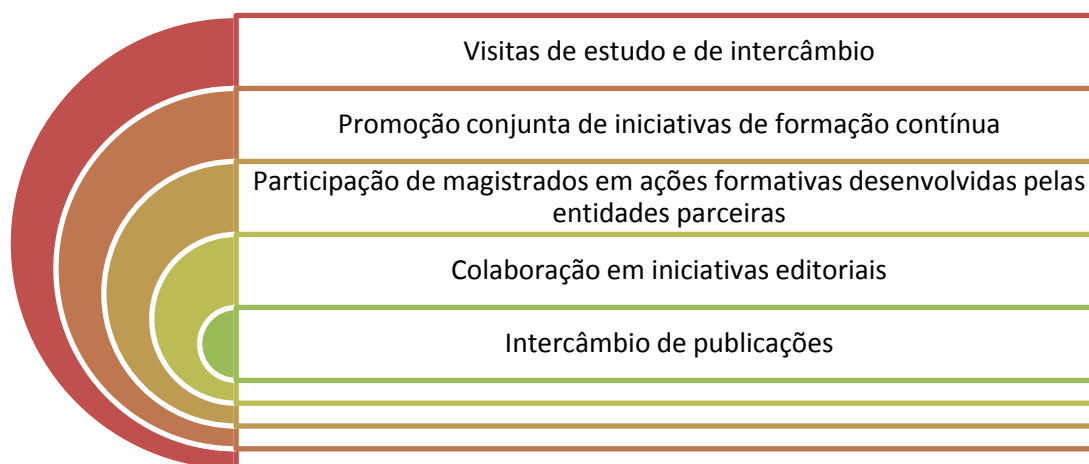 Visitas de estudo e de intercâmbio
Promoção conjunta de iniciativas de formação contínua
Participação de magistrados em ações formativas desenvolvidas pelas
entidades parceiras
Colaboração em iniciativas editoriais
Intercâmbio de publicações